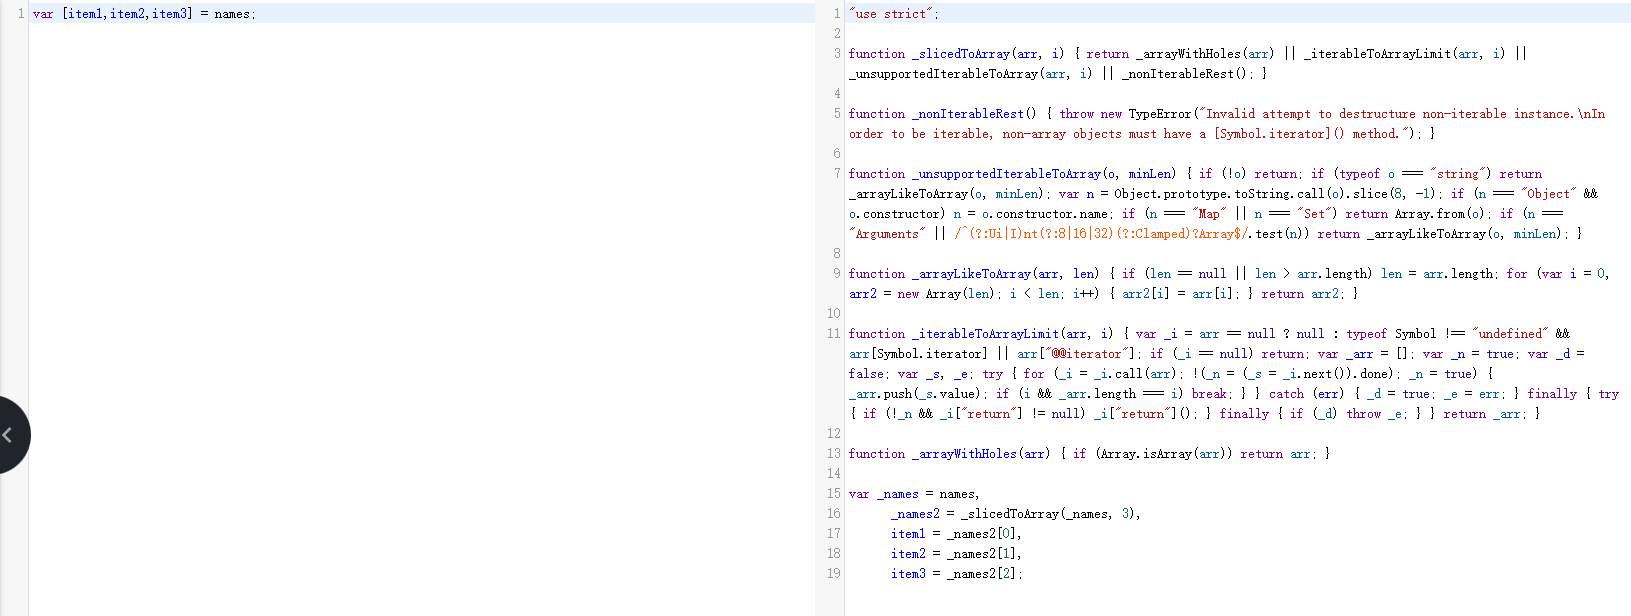 1 var [item1,item2,item3] = names;
1 "use strict";
2
3 function _slicedToArray(arr, i) { return _arrayWithHoles(arr) || _iterableToArrayLimit(arr, i) ||
_unsupportedIterableToArray(arr, i) || _nonIterableRest(); }
4
5 function _nonIterableRest() { throw new TypeError("Invalid attempt to destructure non-iterable instance.\nIn
order to be iterable, non-array objects must have a [Symbol.iterator]() method."); }
6
7 function _unsupportedIterableToArray(o, minLen) { if (!o) return; if (typeof o === "string") return
_arrayLikeToArray(o, minLen); var n = Object.prototype.toString.call(o).slice(8, -1); if (n === "Object" &&
o.constructor) n = o.constructor.name; if (n === "Map" || n === "Set") return Array.from(o); if (n ===
"Arguments" || /^(?:Ui|I)nt(?:8|16|32)(?:Clamped)?Array$/.test(n)) return _arrayLikeToArray(o, minLen); }
8
9 function _arrayLikeToArray(arr, len) { if (len == null || len > arr.length) len = arr.length; for (var i = 0,
arr2 = new Array(len); i < len; i++) { arr2[i] = arr[i]; } return arr2; }
10
11 function _iterableToArrayLimit(arr, i) { var _i = arr == null ? null : typeof Symbol !== "undefined" &&
arr[Symbol.iterator] || arr["@@iterator"]; if (_i == null) return; var _arr = []; var _n = true; var _d =
false; var _s, _e; try { for (_i = _i.call(arr); !(_n = (_s = _i.next()).done); _n = true) {
_arr.push(_s.value); if (i && _arr.length === i) break; } } catch (err) { _d = true; _e = err; } finally { try
{ if (!_n && _i["return"] != null) _i["return"](); } finally { if (_d) throw _e; } } return _arr; }
12
13 function _arrayWithHoles(arr) { if (Array.isArray(arr)) return arr; }
14
15 var _names = names,
16 _names2 = _slicedToArray(_names, 3),
17 item1 = _names2[0],
18 item2 = _names2[1],
19 item3 = _names2[2];